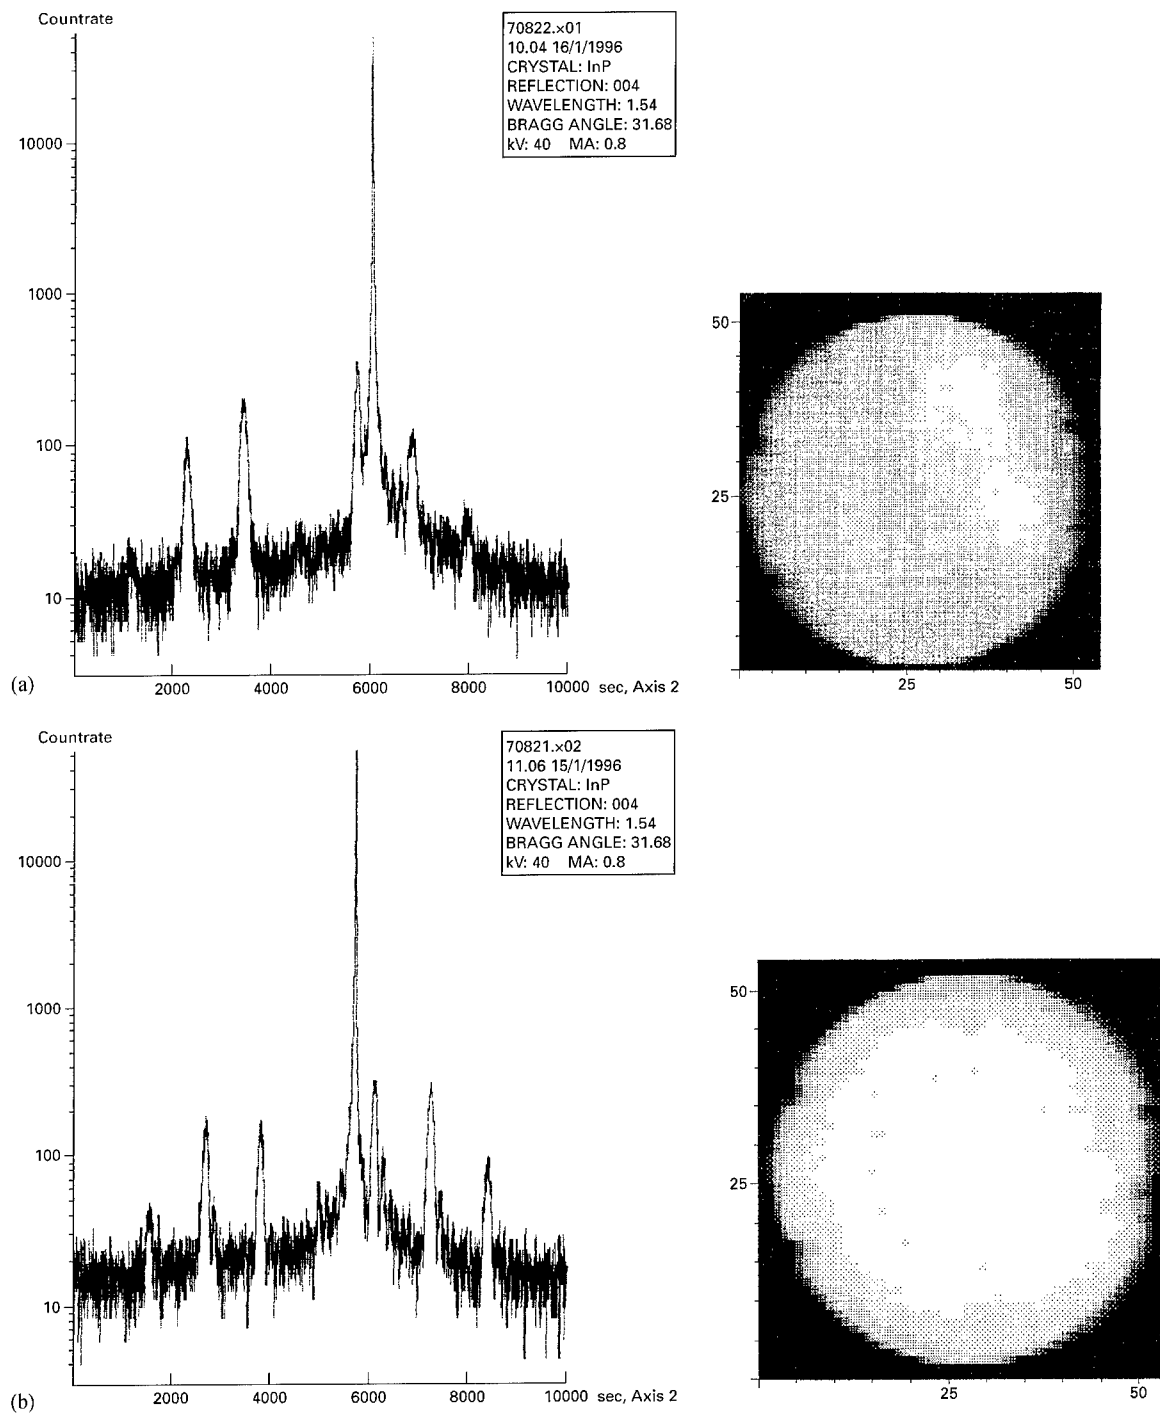 Countrate
70822.x01
10.04 16/1/1996
CRYSTAL: InP
REFLECTION: 004
WAVELENGTH: 1.54
BRAGG ANGLE: 31.68
kV: 40 MA: 0.8
10000
1000
100
10
2000 4000 6000 8000 10000 sec, Axis 2
50
25
25 50
(a)
Countrate
70821.x02
11.06 15/1/1996
CRYSTAL: InP
REFLECTION: 004
WAVELENGTH: 1.54
BRAGG ANGLE: 31.68
kV: 40 MA: 0.8
10000
1000
100
10
2000 4000 6000 8000 10000 sec, Axis 2
50
25
25 50
(b)